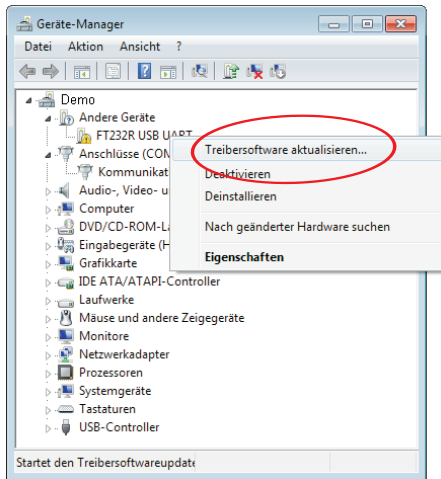 Geräte-Manager
Datei Aktion Ansicht ?
Demo
Andere Geräte
FT232R USB UART
Treibersoftware aktualisieren...
Anschlüsse (COM
Deaktivieren
Kommunikat
Deinstallieren
Audio-, Video- u
Computer
Nach geänderter Hardware suchen
DVD/CD-ROM-L
Eingabegeräte (H
Eigenschaften
Grafikkarte
IDE ATA/ATAPI-Controller
Laufwerke
Mäuse und andere Zeigegeräte
Monitore
Netzwerkadapter
Prozessoren
Systemgeräte
Tastaturen
USB-Controller
Startet den Treibersoftwareupdate